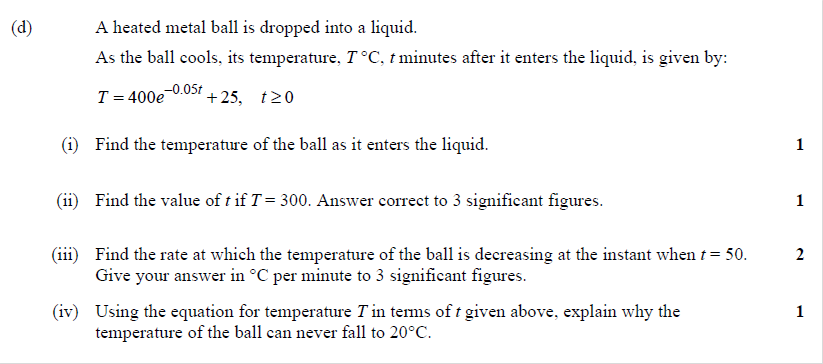 (d) A heated metal ball is dropped into a liquid.
As the ball cools, its temperature, T °C, t minutes after it enters the liquid, is given by:
T = 400e^{-0.05t} + 25, t ≥ 0
(i) Find the temperature of the ball as it enters the liquid. 1
(ii) Find the value of t if T = 300. Answer correct to 3 significant figures. 1
(iii) Find the rate at which the temperature of the ball is decreasing at the instant when t = 50. 2
Give your answer in °C per minute to 3 significant figures.
(iv) Using the equation for temperature T in terms of t given above, explain why the 1
temperature of the ball can never fall to 20°C.